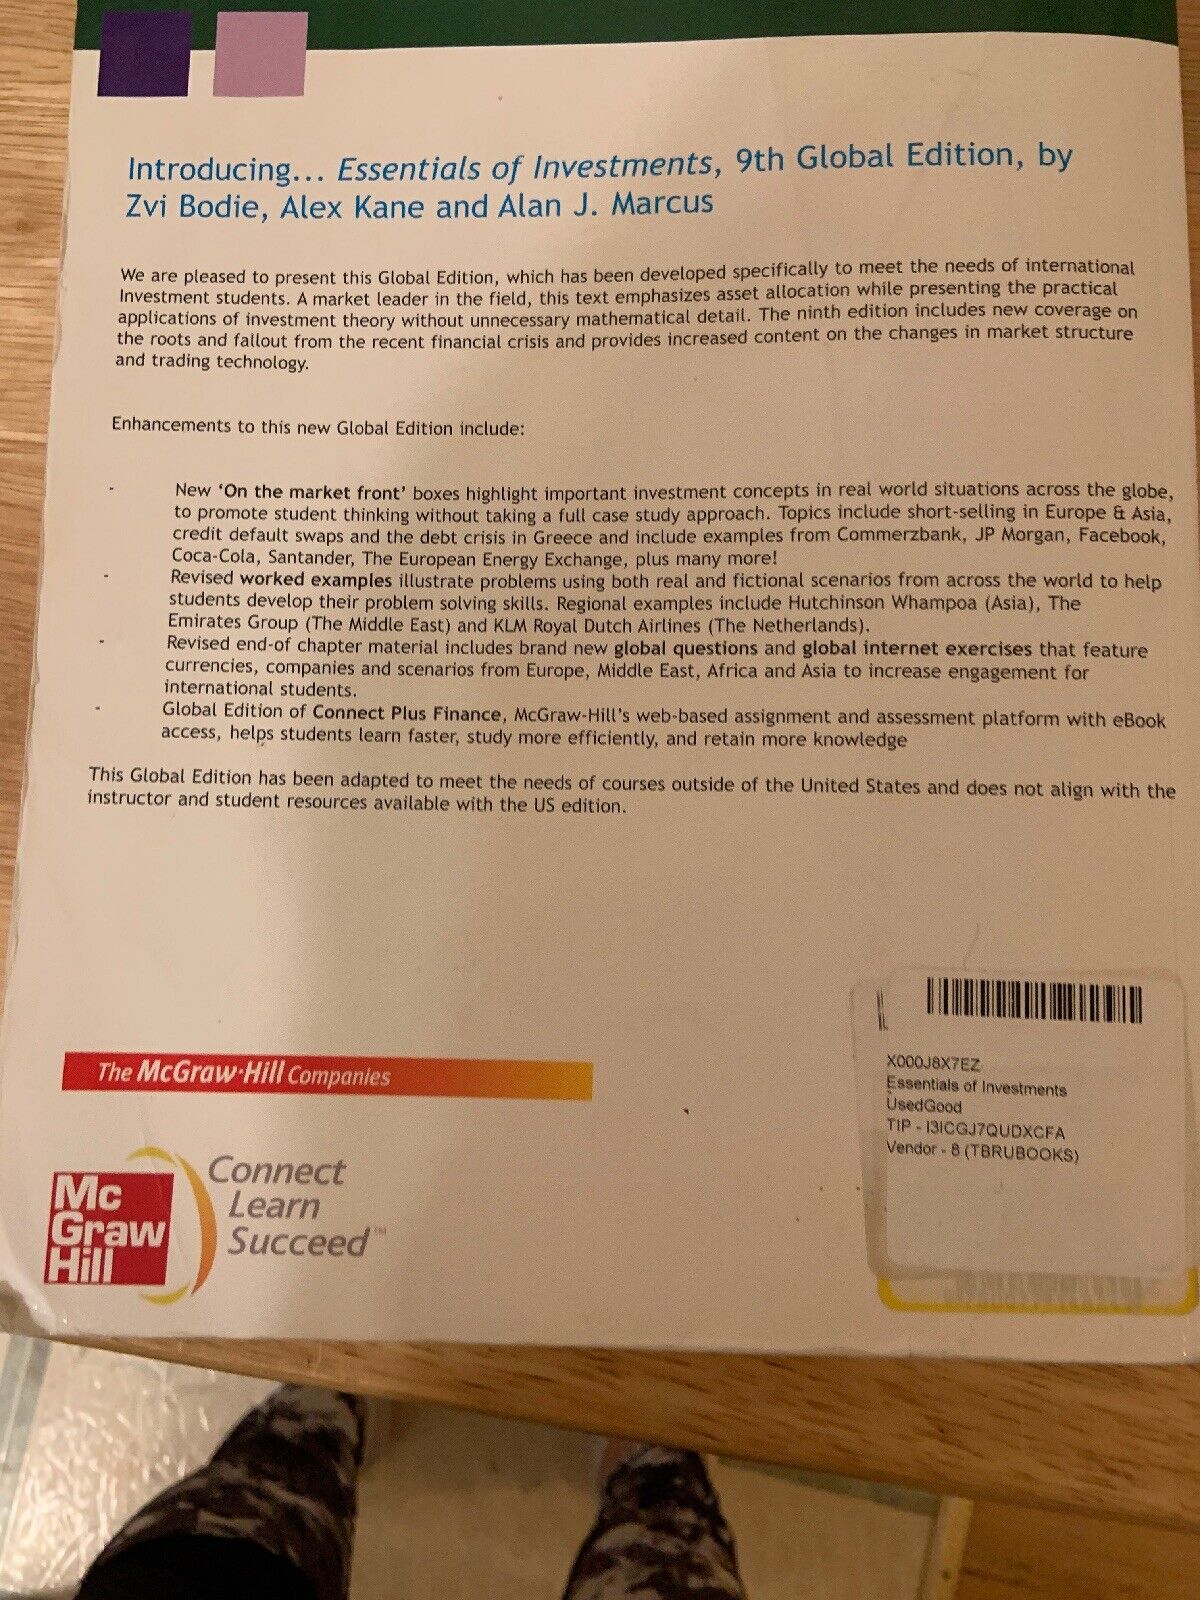 Introducing... Essentials of Investments, 9th Global Edition, by
Zvi Bodie, Alex Kane and Alan J. Marcus
We are pleased to present this Global Edition, which has been developed specifically to meet the needs of international
Investment students. A market leader in the field, this text emphasizes asset allocation while presenting the practical
applications of investment theory without unnecessary mathematical detail. The ninth edition includes new coverage on
the roots and fallout from the recent financial crisis and provides increased content on the changes in market structure
and trading technology.
Enhancements to this new Global Edition include:
- New ‘On the market front’ boxes highlight important investment concepts in real world situations across the globe,
to promote student thinking without taking a full case study approach. Topics include short-selling in Europe & Asia,
credit default swaps and the debt crisis in Greece and include examples from Commerzbank, JP Morgan, Facebook,
Coca-Cola, Santander, The European Energy Exchange, plus many more!
- Revised worked examples illustrate problems using both real and fictional scenarios from across the world to help
students develop their problem solving skills. Regional examples include Hutchinson Whampoa (Asia), The
Emirates Group (The Middle East) and KLM Royal Dutch Airlines (The Netherlands).
- Revised end-of chapter material includes brand new global questions and global internet exercises that feature
currencies, companies and scenarios from Europe, Middle East, Africa and Asia to increase engagement for
international students.
- Global Edition of Connect Plus Finance, McGraw-Hill's web-based assignment and assessment platform with eBook
access, helps students learn faster, study more efficiently, and retain more knowledge
This Global Edition has been adapted to meet the needs of courses outside of the United States and does not align with the
instructor and student resources available with the US edition.
The McGraw·Hill Companies
Mc
Graw
Hill
Connect
Learn
Succeed™
X000J8X7EZ
Essentials of Investments
UsedGood
TIP - I3ICGJ7QUDXCFA
Vendor - 8 (TBRUBOOKS)